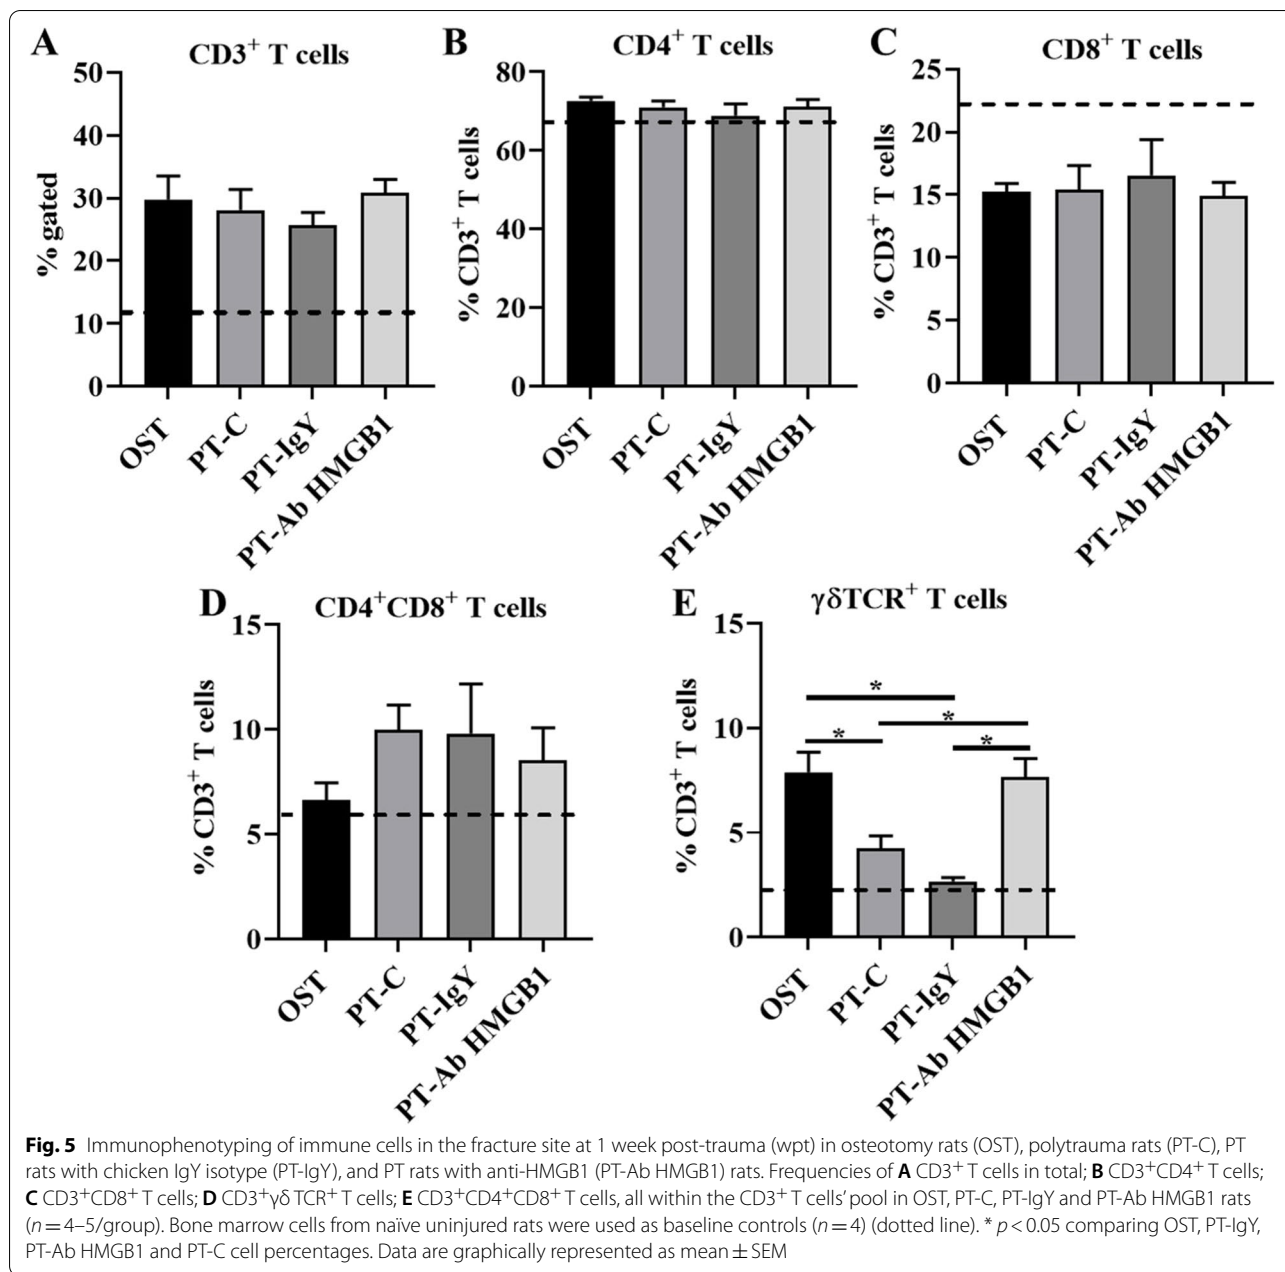 A
CD3⁺ T cells
% gated
50
40
30
20
10
0
OST
PT-C
PT-IgY
PT-Ab HMGB1
B
CD4⁺ T cells
% CD3⁺ T cells
80
60
40
20
0
OST
PT-C
PT-IgY
PT-Ab HMGB1
C
CD8⁺ T cells
% CD3⁺ T cells
25
20
15
10
5
0
OST
PT-C
PT-IgY
PT-Ab HMGB1
D
CD4⁺CD8⁺ T cells
% CD3⁺ T cells
15
10
5
0
OST
PT-C
PT-IgY
PT-Ab HMGB1
E
γδTCR⁺ T cells
% CD3⁺ T cells
15
10
5
0
*
*
*
*
OST
PT-C
PT-IgY
PT-Ab HMGB1
Fig. 5 Immunophenotyping of immune cells in the fracture site at 1 week post-trauma (wpt) in osteotomy rats (OST), polytrauma rats (PT-C), PT
rats with chicken IgY isotype (PT-IgY), and PT rats with anti-HMGB1 (PT-Ab HMGB1) rats. Frequencies of A CD3⁺ T cells in total; B CD3⁺CD4⁺ T cells;
C CD3⁺CD8⁺ T cells; D CD3⁺γδ TCR⁺ T cells; E CD3⁺CD4⁺CD8⁺ T cells, all within the CD3⁺ T cells' pool in OST, PT-C, PT-IgY and PT-Ab HMGB1 rats
(n = 4–5/group). Bone marrow cells from naïve uninjured rats were used as baseline controls (n = 4) (dotted line). * p < 0.05 comparing OST, PT-IgY,
PT-Ab HMGB1 and PT-C cell percentages. Data are graphically represented as mean ± SEM